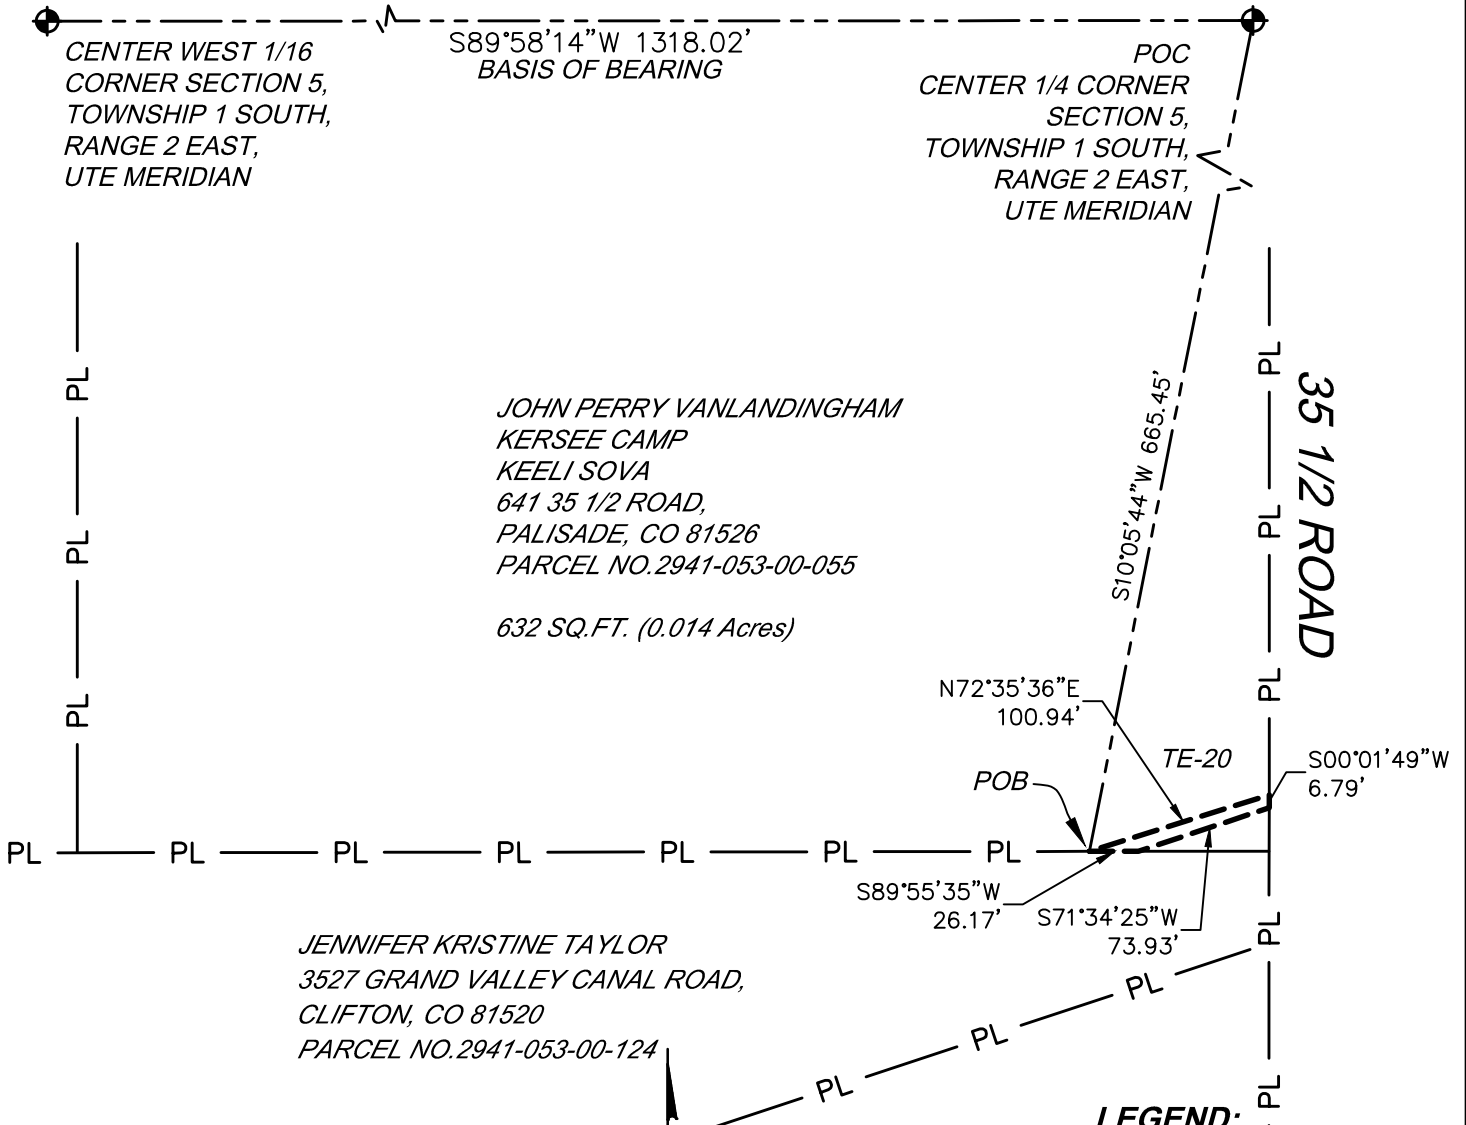 S89°58'14"W 1318.02'
BASIS OF BEARING
CENTER WEST 1/16
CORNER SECTION 5,
TOWNSHIP 1 SOUTH,
RANGE 2 EAST,
UTE MERIDIAN
POC
CENTER 1/4 CORNER
SECTION 5,
TOWNSHIP 1 SOUTH,
RANGE 2 EAST,
UTE MERIDIAN
PL
PL
PL
JOHN PERRY VANLANDINGHAM
KERSEE CAMP
KEELI SOVA
641 35 1/2 ROAD,
PALISADE, CO 81526
PARCEL NO.2941-053-00-055
632 SQ.FT. (0.014 Acres)
S10°05'44"W 665.45'
PL
PL
PL
35 1/2 ROAD
N72°35'36"E
100.94'
TE-20
S00°01'49"W
6.79'
POB
PL
PL
PL
PL
PL
PL
PL
S89°55'35"W
26.17'
S71°34'25"W
73.93'
PL
JENNIFER KRISTINE TAYLOR
3527 GRAND VALLEY CANAL ROAD,
CLIFTON, CO 81520
PARCEL NO.2941-053-00-124
PL
PL
PL
PL
LEGEND: